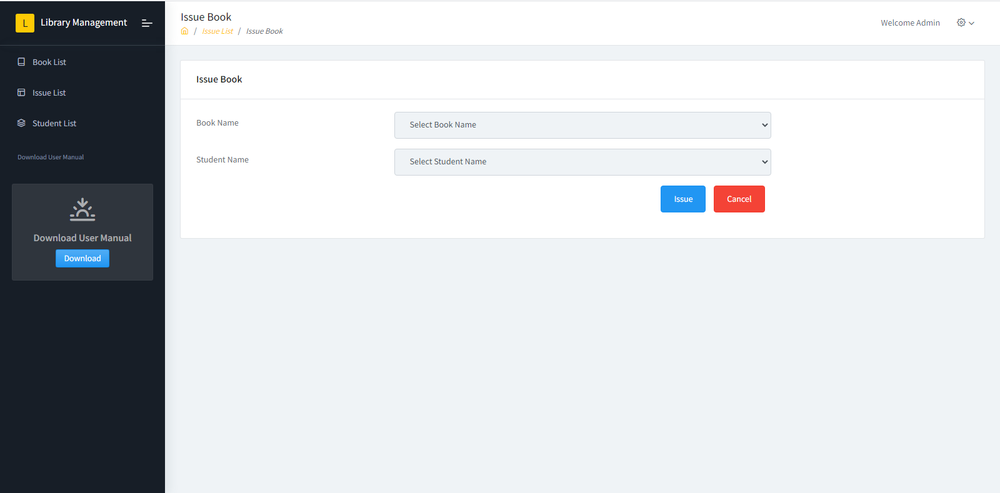 L Library Management
Book List
Issue List
Student List
Download User Manual
Download User Manual
Download
Issue Book
/ Issue List / Issue Book
Welcome Admin
Issue Book
Book Name
Select Book Name
Student Name
Select Student Name
Issue Cancel